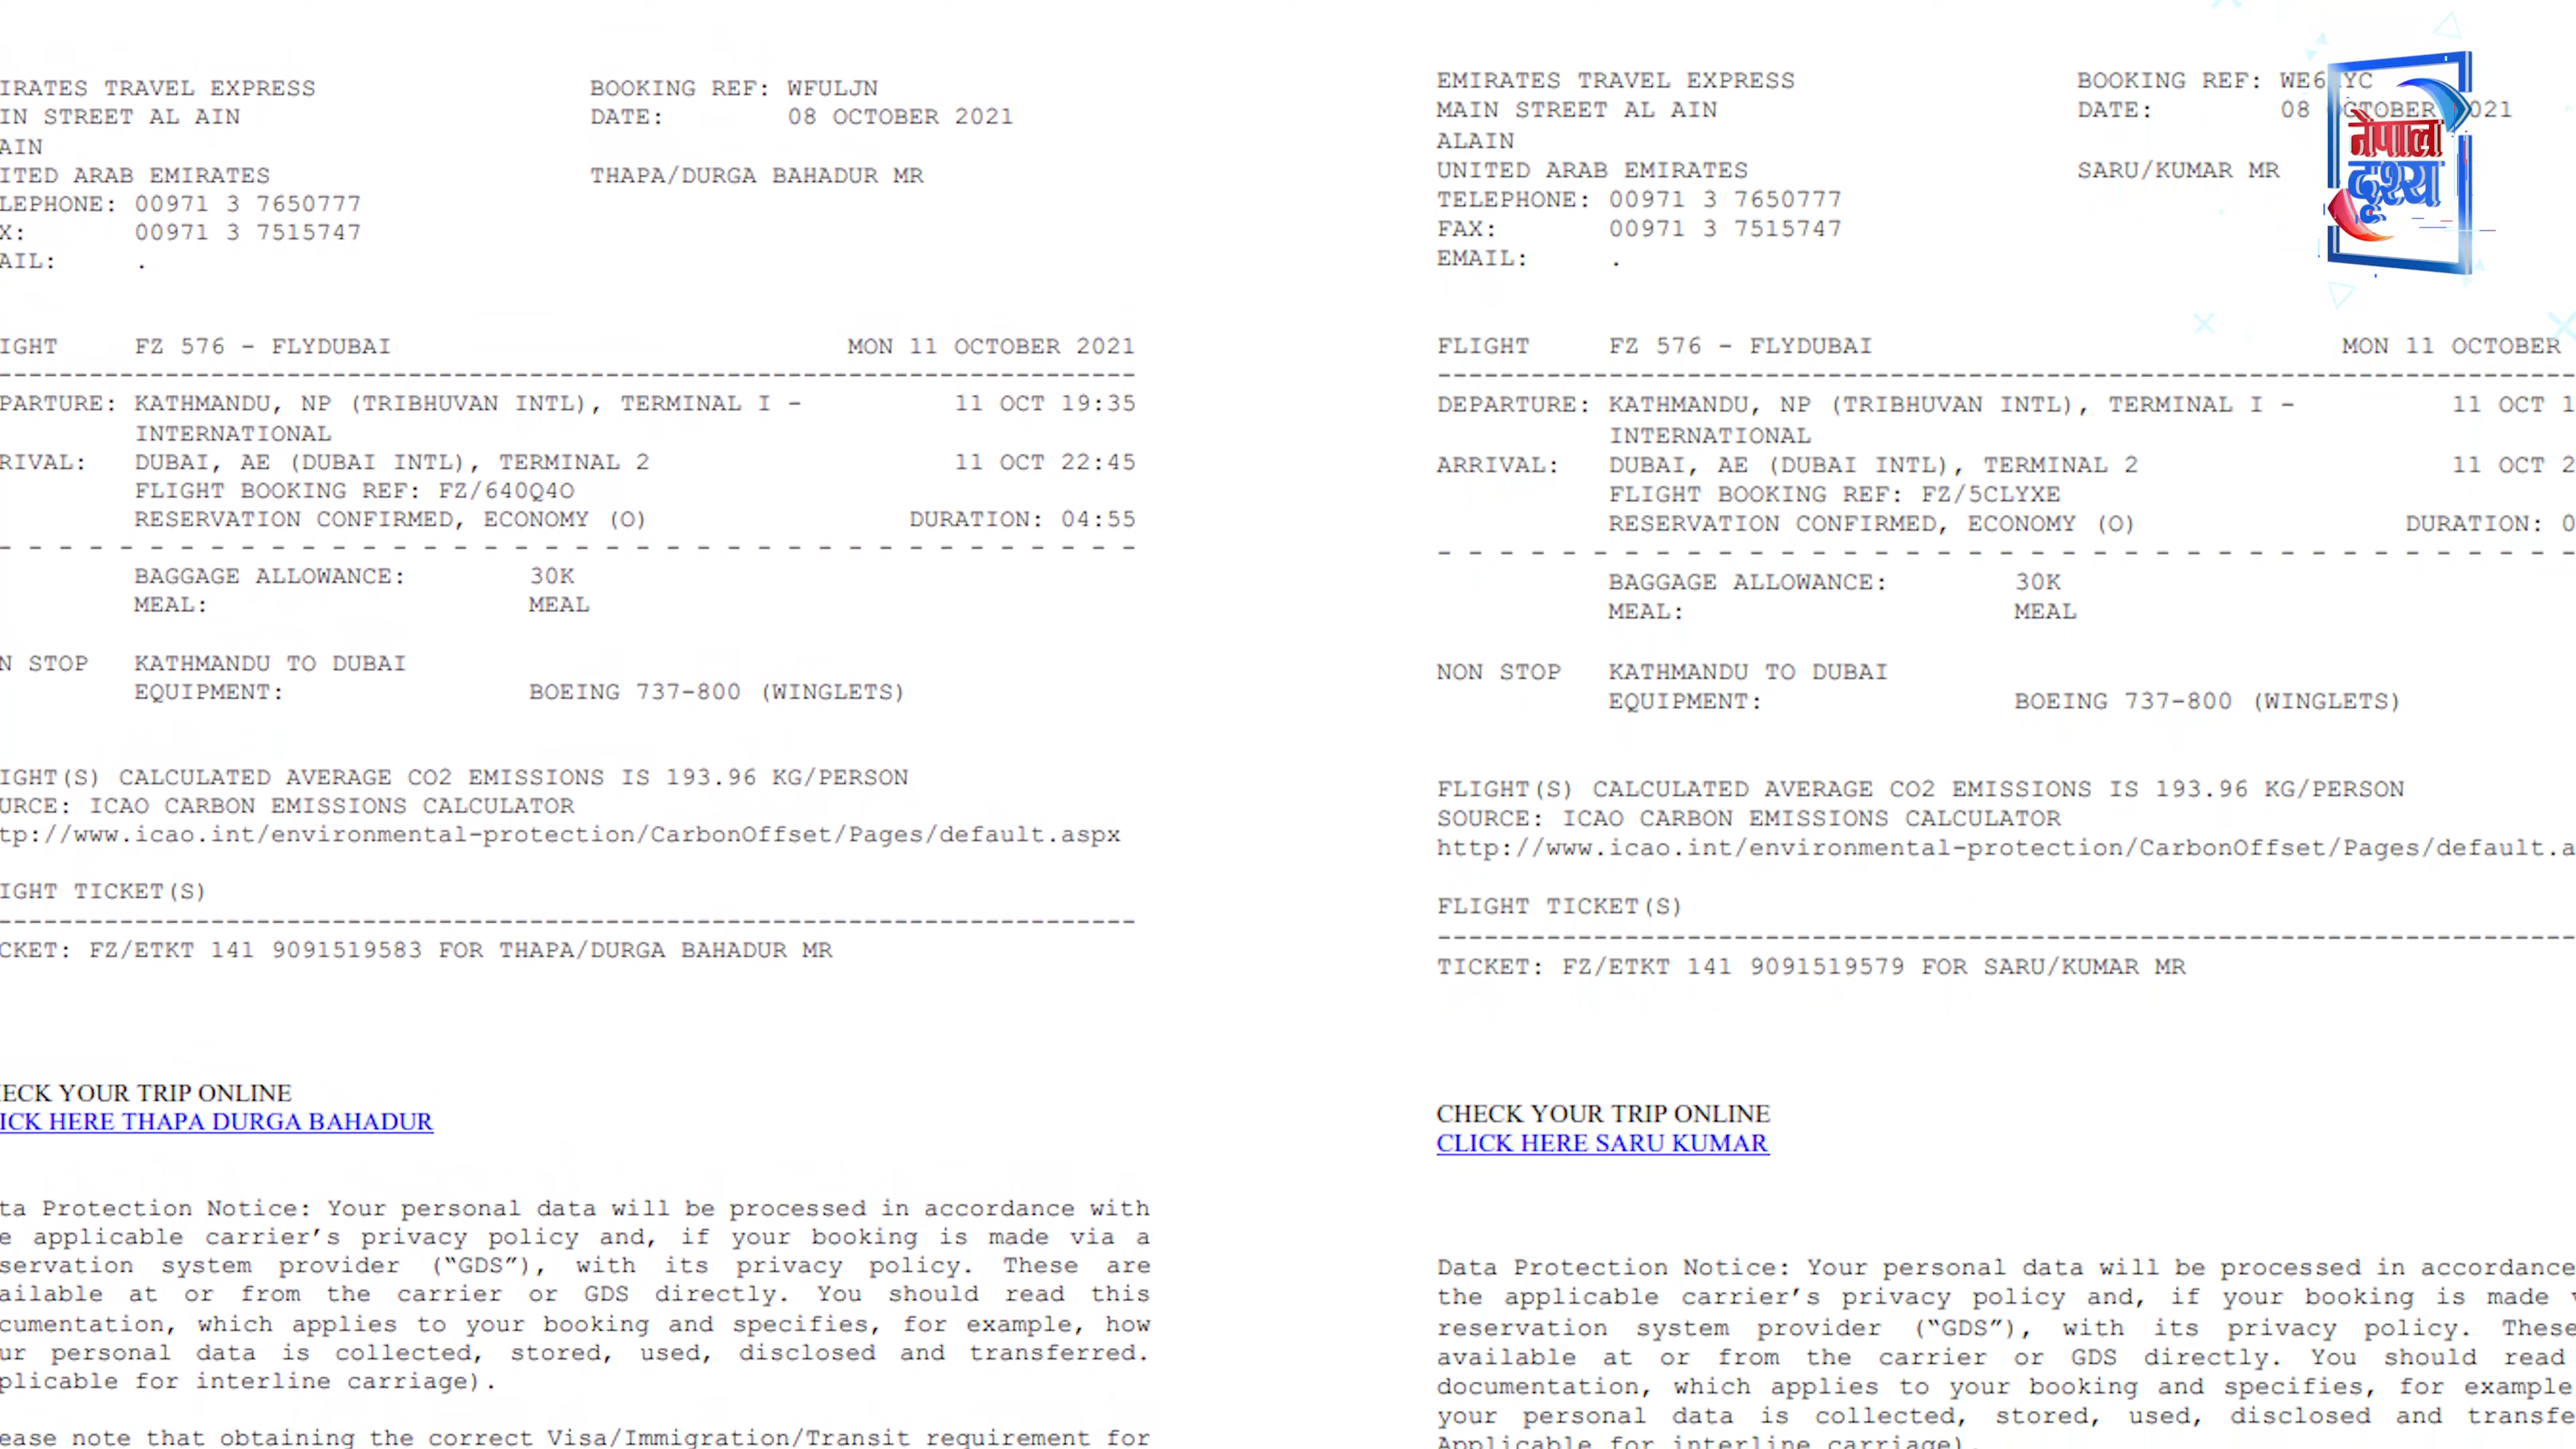 IRATES TRAVEL EXPRESS BOOKING REF: WFULJN
IN STREET AL AIN DATE: 08 OCTOBER 2021
AIN
ITED ARAB EMIRATES THAPA/DURGA BAHADUR MR
LEPHONE: 00971 3 7650777
X: 00971 3 7515747
AIL: .
IGHT FZ 576 - FLYDUBAI MON 11 OCTOBER 2021
PARTURE: KATHMANDU, NP (TRIBHUVAN INTL), TERMINAL I - 11 OCT 19:35
INTERNATIONAL
RIVAL: DUBAI, AE (DUBAI INTL), TERMINAL 2 11 OCT 22:45
FLIGHT BOOKING REF: FZ/640Q4O
RESERVATION CONFIRMED, ECONOMY (O) DURATION: 04:55
BAGGAGE ALLOWANCE: 30K
MEAL: MEAL
N STOP KATHMANDU TO DUBAI
EQUIPMENT: BOEING 737-800 (WINGLETS)
IGHT(S) CALCULATED AVERAGE CO2 EMISSIONS IS 193.96 KG/PERSON
URCE: ICAO CARBON EMISSIONS CALCULATOR
tp://www.icao.int/environmental-protection/CarbonOffset/Pages/default.aspx
IGHT TICKET(S)
CKET: FZ/ETKT 141 9091519583 FOR THAPA/DURGA BAHADUR MR
ECK YOUR TRIP ONLINE
ICK HERE THAPA DURGA BAHADUR
ta Protection Notice: Your personal data will be processed in accordance with
e applicable carrier’s privacy policy and, if your booking is made via a
servation system provider (“GDS”), with its privacy policy. These are
ailable at or from the carrier or GDS directly. You should read this
cumentation, which applies to your booking and specifies, for example, how
ur personal data is collected, stored, used, disclosed and transferred.
plicable for interline carriage).
ease note that obtaining the correct Visa/Immigration/Transit requirement for
EMIRATES TRAVEL EXPRESS BOOKING REF:
MAIN STREET AL AIN DATE: 08 OCTOBER 2021
ALAIN
UNITED ARAB EMIRATES SARU/KUMAR MR
TELEPHONE: 00971 3 7650777
FAX: 00971 3 7515747
EMAIL: .
नेपाल
दृश्य
FLIGHT FZ 576 - FLYDUBAI MON 11 OCTOBER
DEPARTURE: KATHMANDU, NP (TRIBHUVAN INTL), TERMINAL I - 11 OCT 1
INTERNATIONAL
ARRIVAL: DUBAI, AE (DUBAI INTL), TERMINAL 2 11 OCT 2
FLIGHT BOOKING REF: FZ/5CLYXE
RESERVATION CONFIRMED, ECONOMY (O) DURATION: 0
BAGGAGE ALLOWANCE: 30K
MEAL: MEAL
NON STOP KATHMANDU TO DUBAI
EQUIPMENT: BOEING 737-800 (WINGLETS)
FLIGHT(S) CALCULATED AVERAGE CO2 EMISSIONS IS 193.96 KG/PERSON
SOURCE: ICAO CARBON EMISSIONS CALCULATOR
http://www.icao.int/environmental-protection/CarbonOffset/Pages/default.a
FLIGHT TICKET(S)
TICKET: FZ/ETKT 141 9091519579 FOR SARU/KUMAR MR
CHECK YOUR TRIP ONLINE
CLICK HERE SARU KUMAR
Data Protection Notice: Your personal data will be processed in accordance
the applicable carrier’s privacy policy and, if your booking is made
reservation system provider (“GDS”), with its privacy policy. These
available at or from the carrier or GDS directly. You should read
documentation, which applies to your booking and specifies, for example
your personal data is collected, stored, used, disclosed and transfe
Applicable for interline carriage).